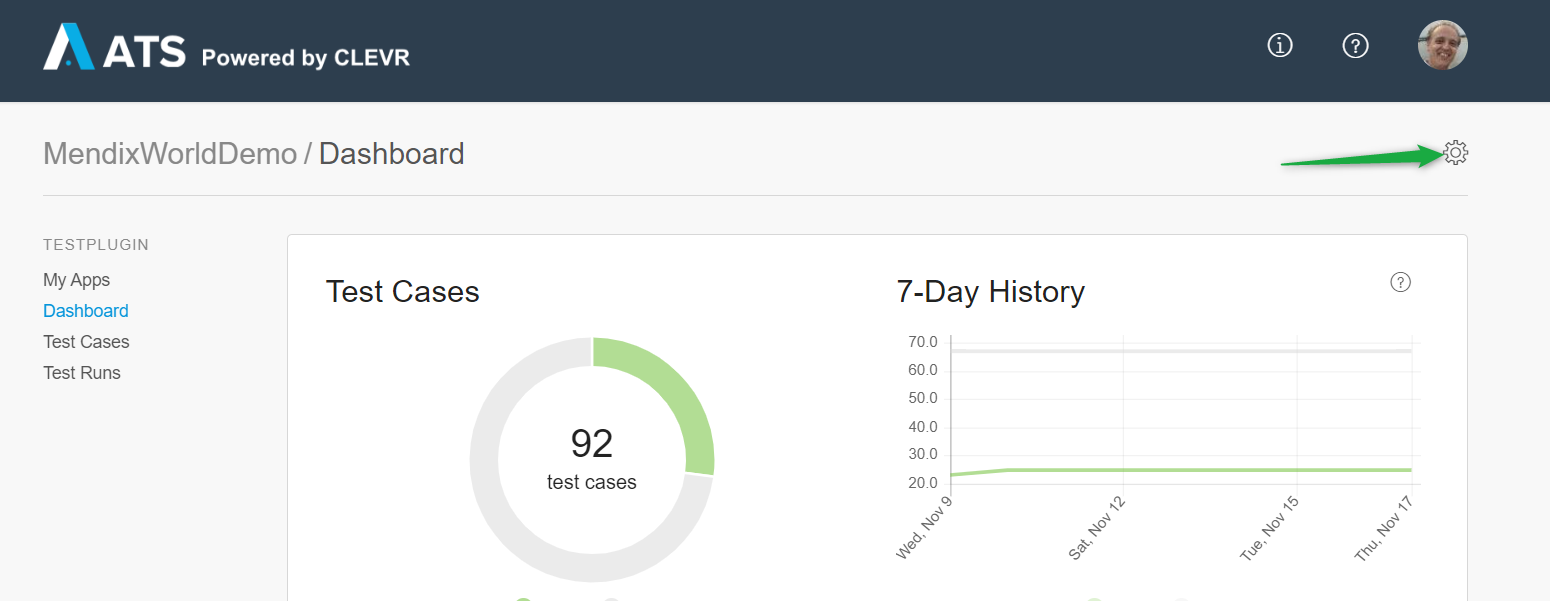 ATS Powered by CLEVR
i
?
MendixWorldDemo / Dashboard
TESTPLUGIN
My Apps
Dashboard
Test Cases
Test Runs
Test Cases
92
test cases
7-Day History
?
70.0
60.0
50.0
40.0
30.0
20.0
Wed, Nov 9
Sat, Nov 12
Tue, Nov 15
Thu, Nov 17